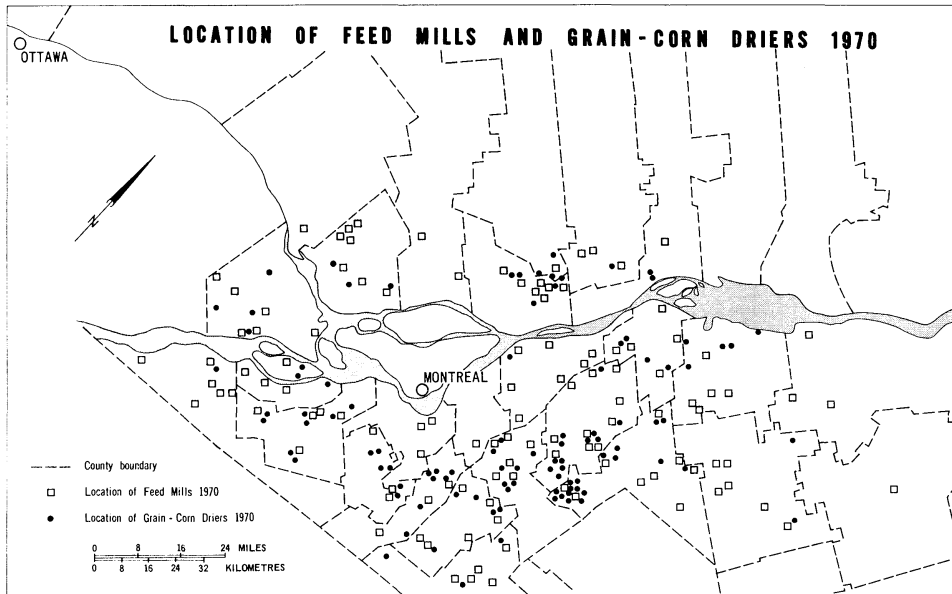 LOCATION OF FEED MILLS AND GRAIN-CORN DRIERS 1970
OTTAWA
N
MONTREAL
County boundary
Location of Feed Mills 1970
Location of Grain-Corn Driers 1970
0 8 16 24 MILES
0 8 16 24 32 KILOMETRES